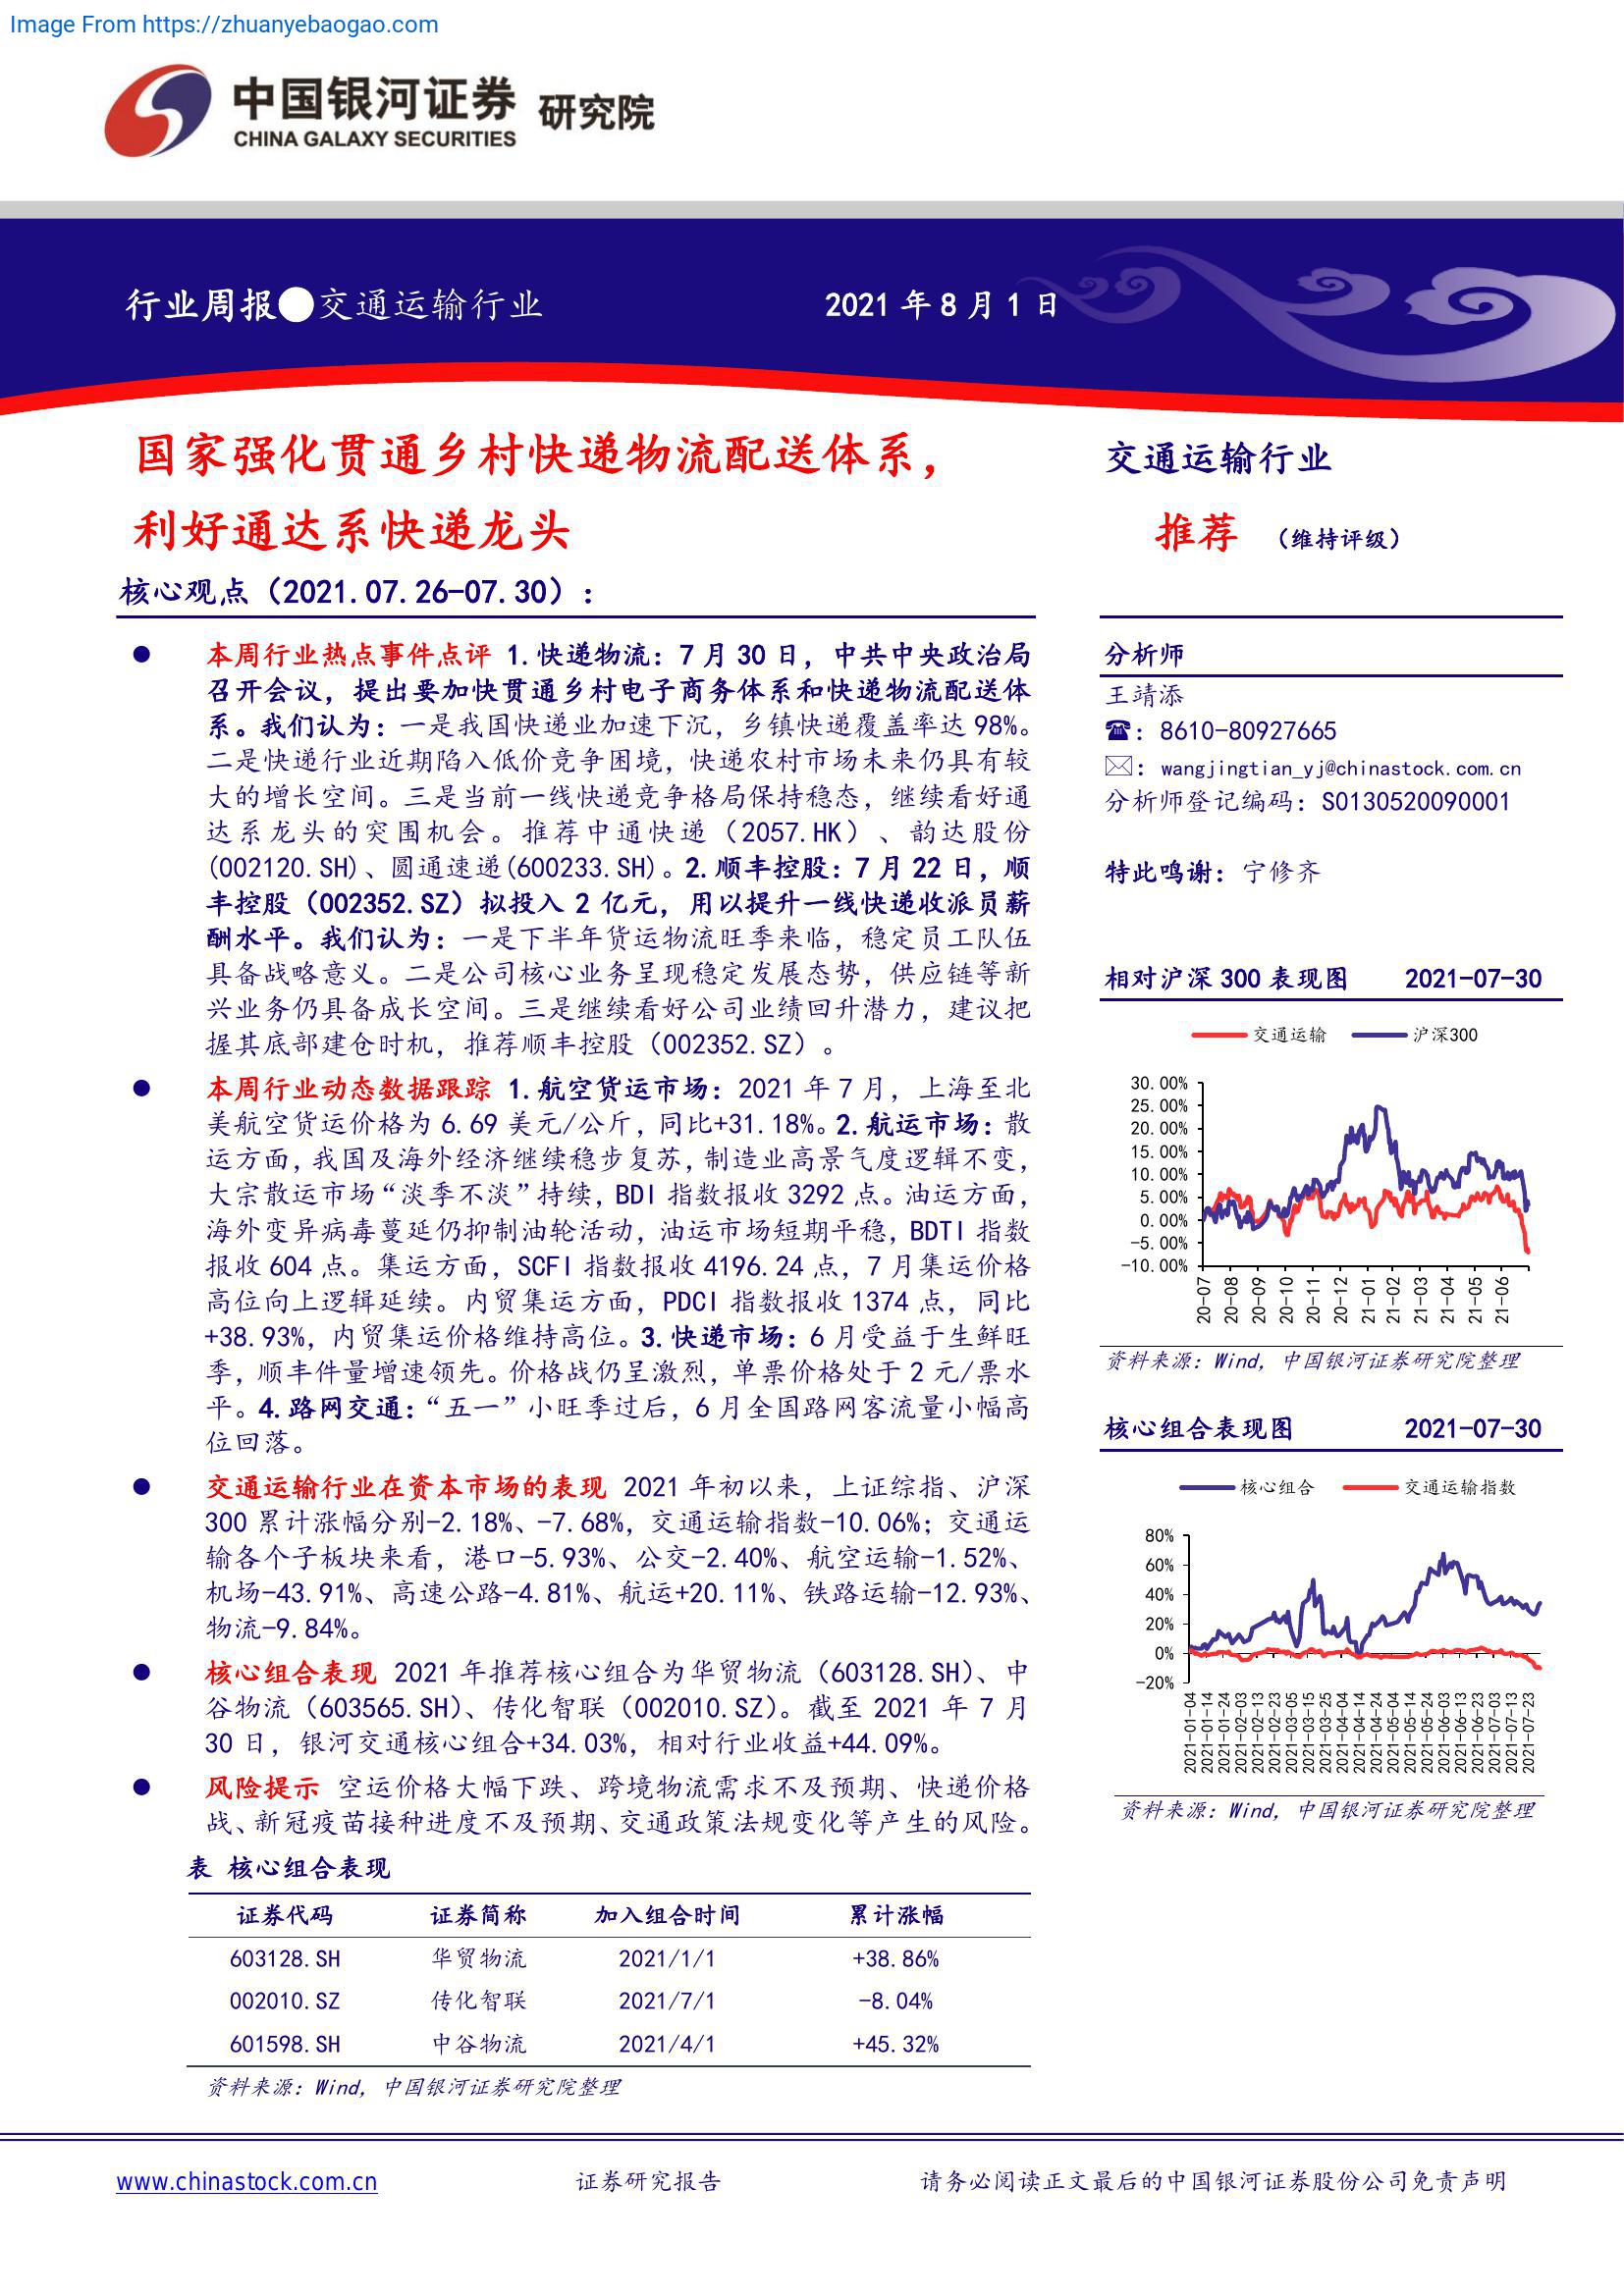 Image From https://zhuanyebaogao.com
中国银河证券 研究院
CHINA GALAXY SECURITIES
行业周报●交通运输行业 2021 年 8 月 1 日
国家强化贯通乡村快递物流配送体系，
利好通达系快递龙头
核心观点（2021.07.26-07.30）：
● 本周行业热点事件点评 1.快递物流：7 月 30 日，中共中央政治局
召开会议，提出要加快贯通乡村电子商务体系和快递物流配送体
系。我们认为：一是我国快递业加速下沉，乡镇快递覆盖率达 98%。
二是快递行业近期陷入低价竞争困境，快递农村市场未来仍具有较
大的增长空间。三是当前一线快递竞争格局保持稳态，继续看好通
达系龙头的突围机会。推荐中通快递（2057.HK）、韵达股份
(002120.SH)、圆通速递(600233.SH)。2.顺丰控股：7 月 22 日，顺
丰控股（002352.SZ）拟投入 2 亿元，用以提升一线快递收派员薪
酬水平。我们认为：一是下半年货运物流旺季来临，稳定员工队伍
具备战略意义。二是公司核心业务呈现稳定发展态势，供应链等新
兴业务仍具备成长空间。三是继续看好公司业绩回升潜力，建议把
握其底部建仓时机，推荐顺丰控股（002352.SZ）。
● 本周行业动态数据跟踪 1.航空货运市场：2021 年 7 月，上海至北
美航空货运价格为 6.69 美元/公斤，同比+31.18%。2.航运市场：散
运方面，我国及海外经济继续稳步复苏，制造业高景气度逻辑不变，
大宗散运市场“淡季不淡”持续，BDI 指数报收 3292 点。油运方面，
海外变异病毒蔓延仍抑制油轮活动，油运市场短期平稳，BDTI 指数
报收 604 点。集运方面，SCFI 指数报收 4196.24 点，7 月集运价格
高位向上逻辑延续。内贸集运方面，PDCI 指数报收 1374 点，同比
+38.93%，内贸集运价格维持高位。3.快递市场：6 月受益于生鲜旺
季，顺丰件量增速领先。价格战仍呈激烈，单票价格处于 2 元/票水
平。4.路网交通：“五一”小旺季过后，6 月全国路网客流量小幅高
位回落。
● 交通运输行业在资本市场的表现 2021 年初以来，上证综指、沪深
300 累计涨幅分别-2.18%、-7.68%，交通运输指数-10.06%；交通运
输各个子板块来看，港口-5.93%、公交-2.40%、航空运输-1.52%、
机场-43.91%、高速公路-4.81%、航运+20.11%、铁路运输-12.93%、
物流-9.84%。
● 核心组合表现 2021 年推荐核心组合为华贸物流（603128.SH）、中
谷物流（603565.SH）、传化智联（002010.SZ）。截至 2021 年 7 月
30 日，银河交通核心组合+34.03%，相对行业收益+44.09%。
● 风险提示 空运价格大幅下跌、跨境物流需求不及预期、快递价格
战、新冠疫苗接种进度不及预期、交通政策法规变化等产生的风险。
表 核心组合表现
证券代码 证券简称 加入组合时间 累计涨幅
603128.SH 华贸物流 2021/1/1 +38.86%
002010.SZ 传化智联 2021/7/1 -8.04%
601598.SH 中谷物流 2021/4/1 +45.32%
资料来源：Wind，中国银河证券研究院整理
交通运输行业
推荐 （维持评级）
分析师
王靖添
☎：8610-80927665
✉：wangjingtian_yj@chinastock.com.cn
分析师登记编码：S0130520090001
特此鸣谢：宁修齐
相对沪深 300 表现图 2021-07-30
交通运输 沪深300
30.00%
25.00%
20.00%
15.00%
10.00%
5.00%
0.00%
-5.00%
-10.00%
20-07 20-08 20-09 20-10 20-11 20-12 21-01 21-02 21-03 21-04 21-05 21-06
资料来源：Wind，中国银河证券研究院整理
核心组合表现图 2021-07-30
核心组合 交通运输指数
80%
60%
40%
20%
0%
-20%
2021-01-04 2021-01-14 2021-01-24 2021-02-03 2021-02-13 2021-02-23 2021-03-05 2021-03-15 2021-03-25 2021-04-04 2021-04-14 2021-04-24 2021-05-04 2021-05-14 2021-05-24 2021-06-03 2021-06-13 2021-06-23 2021-07-03 2021-07-13 2021-07-23
资料来源：Wind，中国银河证券研究院整理
www.chinastock.com.cn 证券研究报告 请务必阅读正文最后的中国银河证券股份公司免责声明